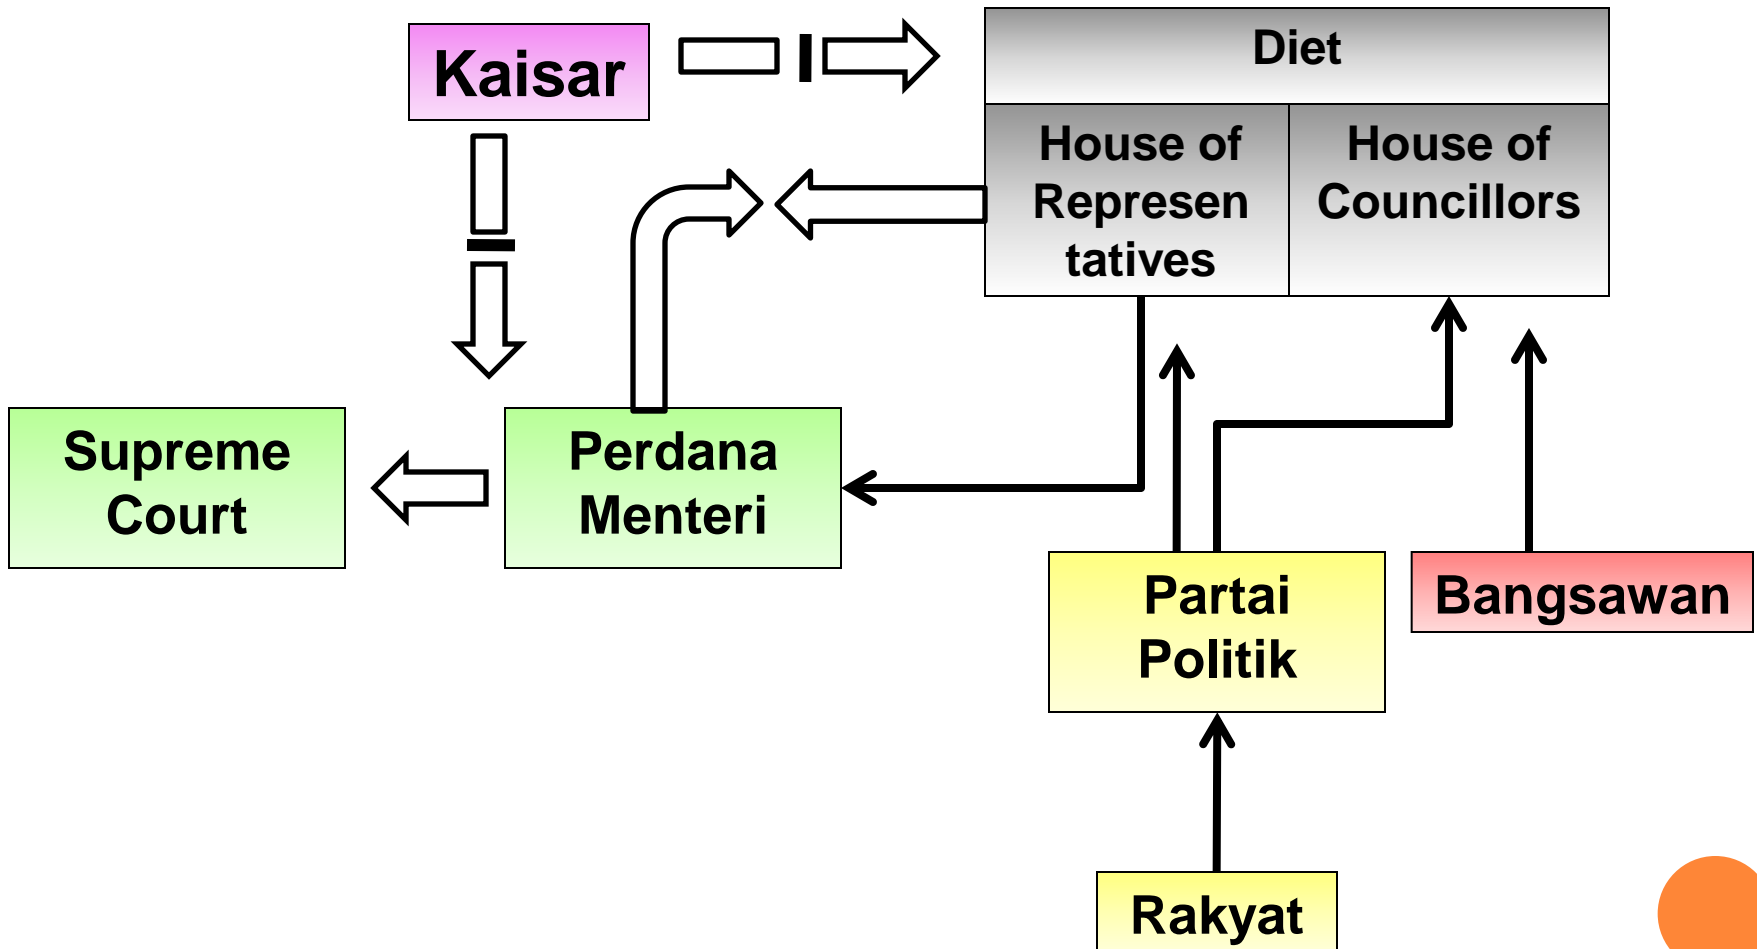 Kaisar
Diet
House of
Represen
tatives
House of
Councillors
Supreme
Court
Perdana
Menteri
Partai
Politik
Bangsawan
Rakyat